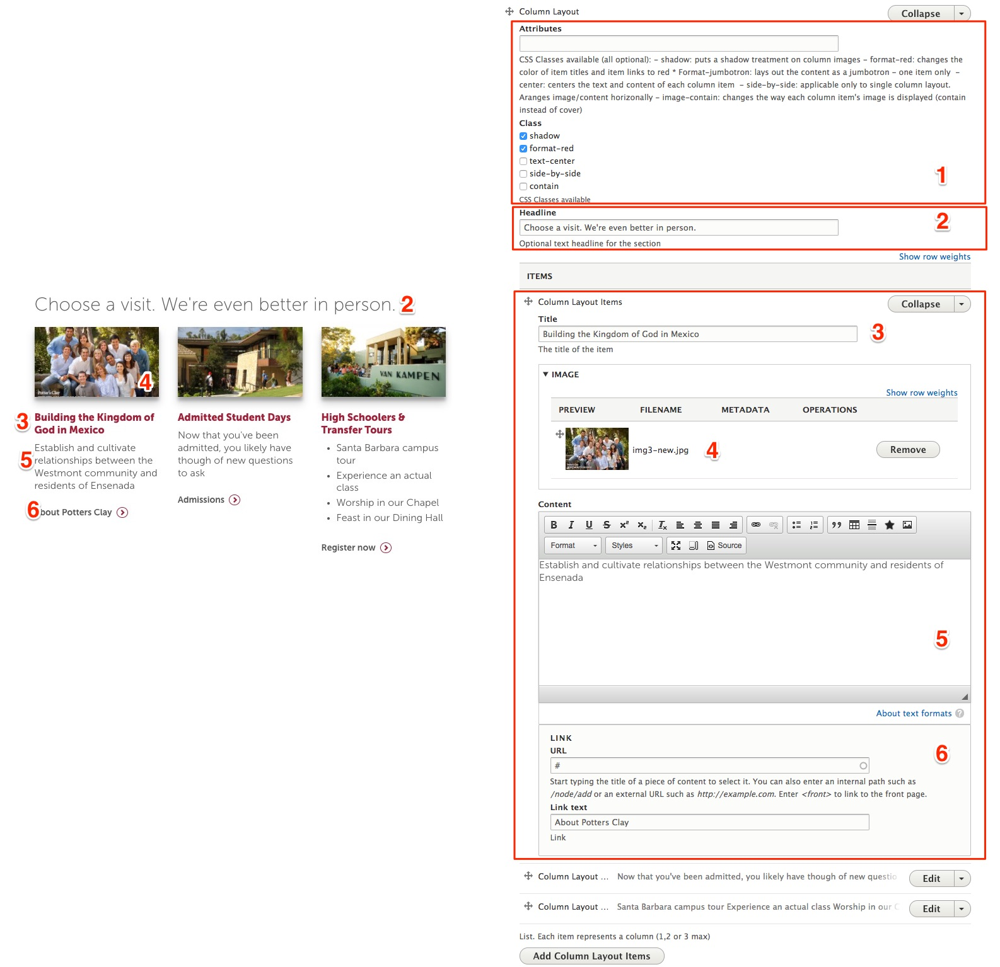 Choose a visit. We're even better in person. 2
4
Potter's Clay
VAN KAMPEN
3
Building the Kingdom of
God in Mexico
5
Establish and cultivate
relationships between the
Westmont community and
residents of Ensenada
6
bout Potters Clay
Admitted Student Days
Now that you've been
admitted, you likely have
though of new questions
to ask
Admissions
High Schoolers &
Transfer Tours
• Santa Barbara campus
tour
• Experience an actual
class
• Worship in our Chapel
• Feast in our Dining Hall
Register now
Column Layout
Collapse
Attributes
CSS Classes available (all optional): – shadow: puts a shadow treatment on column images – format-red: changes the
color of item titles and item links to red * Format-jumbotron: lays out the content as a jumbotron – one item only –
center: centers the text and content of each column item – side-by-side: applicable only to single column layout.
Aranges image/content horizonally – image-contain: changes the way each column item's image is displayed (contain
instead of cover)
Class
shadow
format-red
text-center
side-by-side
contain
1
CSS Classes available
Headline
Choose a visit. We're even better in person.
2
Optional text headline for the section
Show row weights
ITEMS
Column Layout Items
Collapse
Title
Building the Kingdom of God in Mexico
3
The title of the item
IMAGE
Show row weights
PREVIEW FILENAME METADATA OPERATIONS
img3-new.jpg
4
Remove
Content
B I U S x² x₂ Tx
Format Styles Source
Establish and cultivate relationships between the Westmont community and residents of
Ensenada
5
About text formats ?
LINK
URL
6
#
Start typing the title of a piece of content to select it. You can also enter an internal path such as
/node/add or an external URL such as http://example.com. Enter <front> to link to the front page.
Link text
About Potters Clay
Link
Column Layout ... Now that you've been admitted, you likely have though of new questio
Edit
Column Layout ... Santa Barbara campus tour Experience an actual class Worship in our C
Edit
List. Each item represents a column (1,2 or 3 max)
Add Column Layout Items